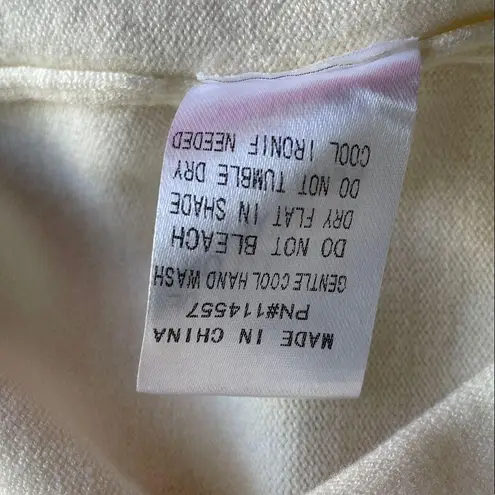 MADE IN CHINA
PN#114557
GENTLE COOL HAND WASH
DO NOT BLEACH
DRY FLAT IN SHADE
DO NOT TUMBLE DRY
COOL IRONIF NEEDED